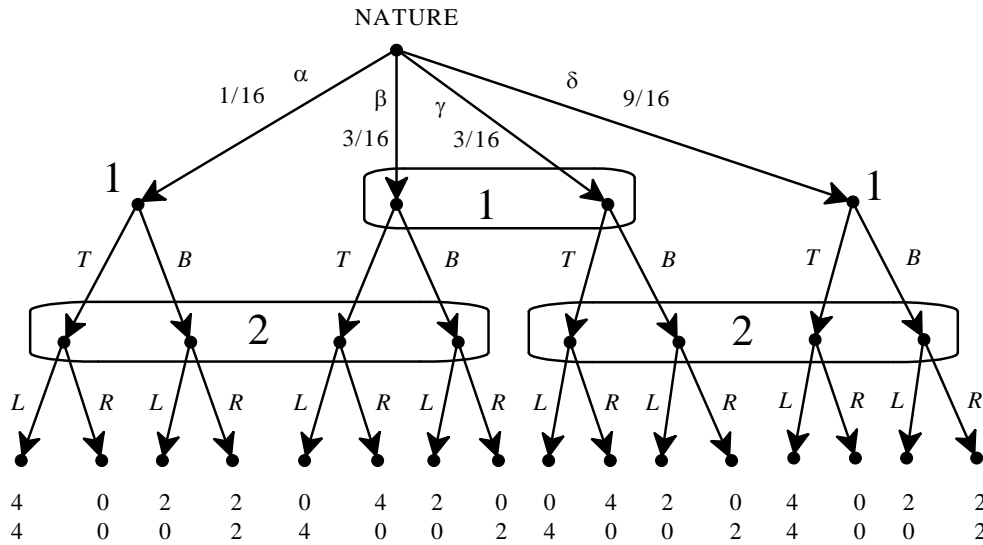 NATURE
α β γ δ
1/16 3/16 3/16 9/16
1 1 1
T B T B T B T B
2 2
L R L R L R L R L R L R L R L R
4 0 2 2 0 4 2 0 0 4 2 0 4 0 2 2
4 0 0 2 4 0 0 2 4 0 0 2 4 0 0 2